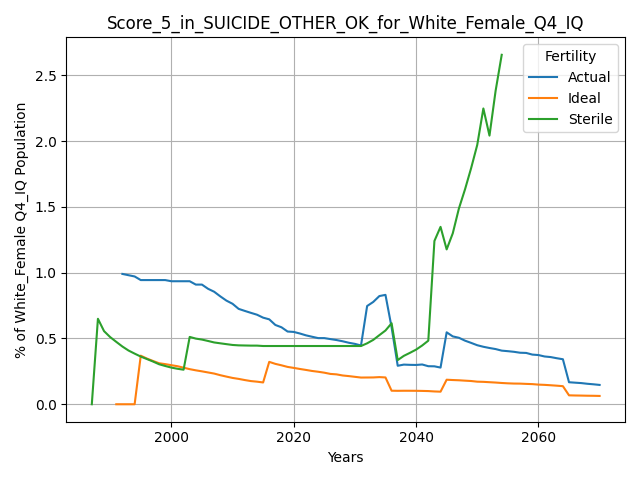 Score_5_in_SUICIDE_OTHER_OK_for_White_Female_Q4_IQ
% of White_Female Q4_IQ Population
2.5
2.0
1.5
1.0
0.5
0.0
2000
2020
2040
2060
Years
Fertility
Actual
Ideal
Sterile